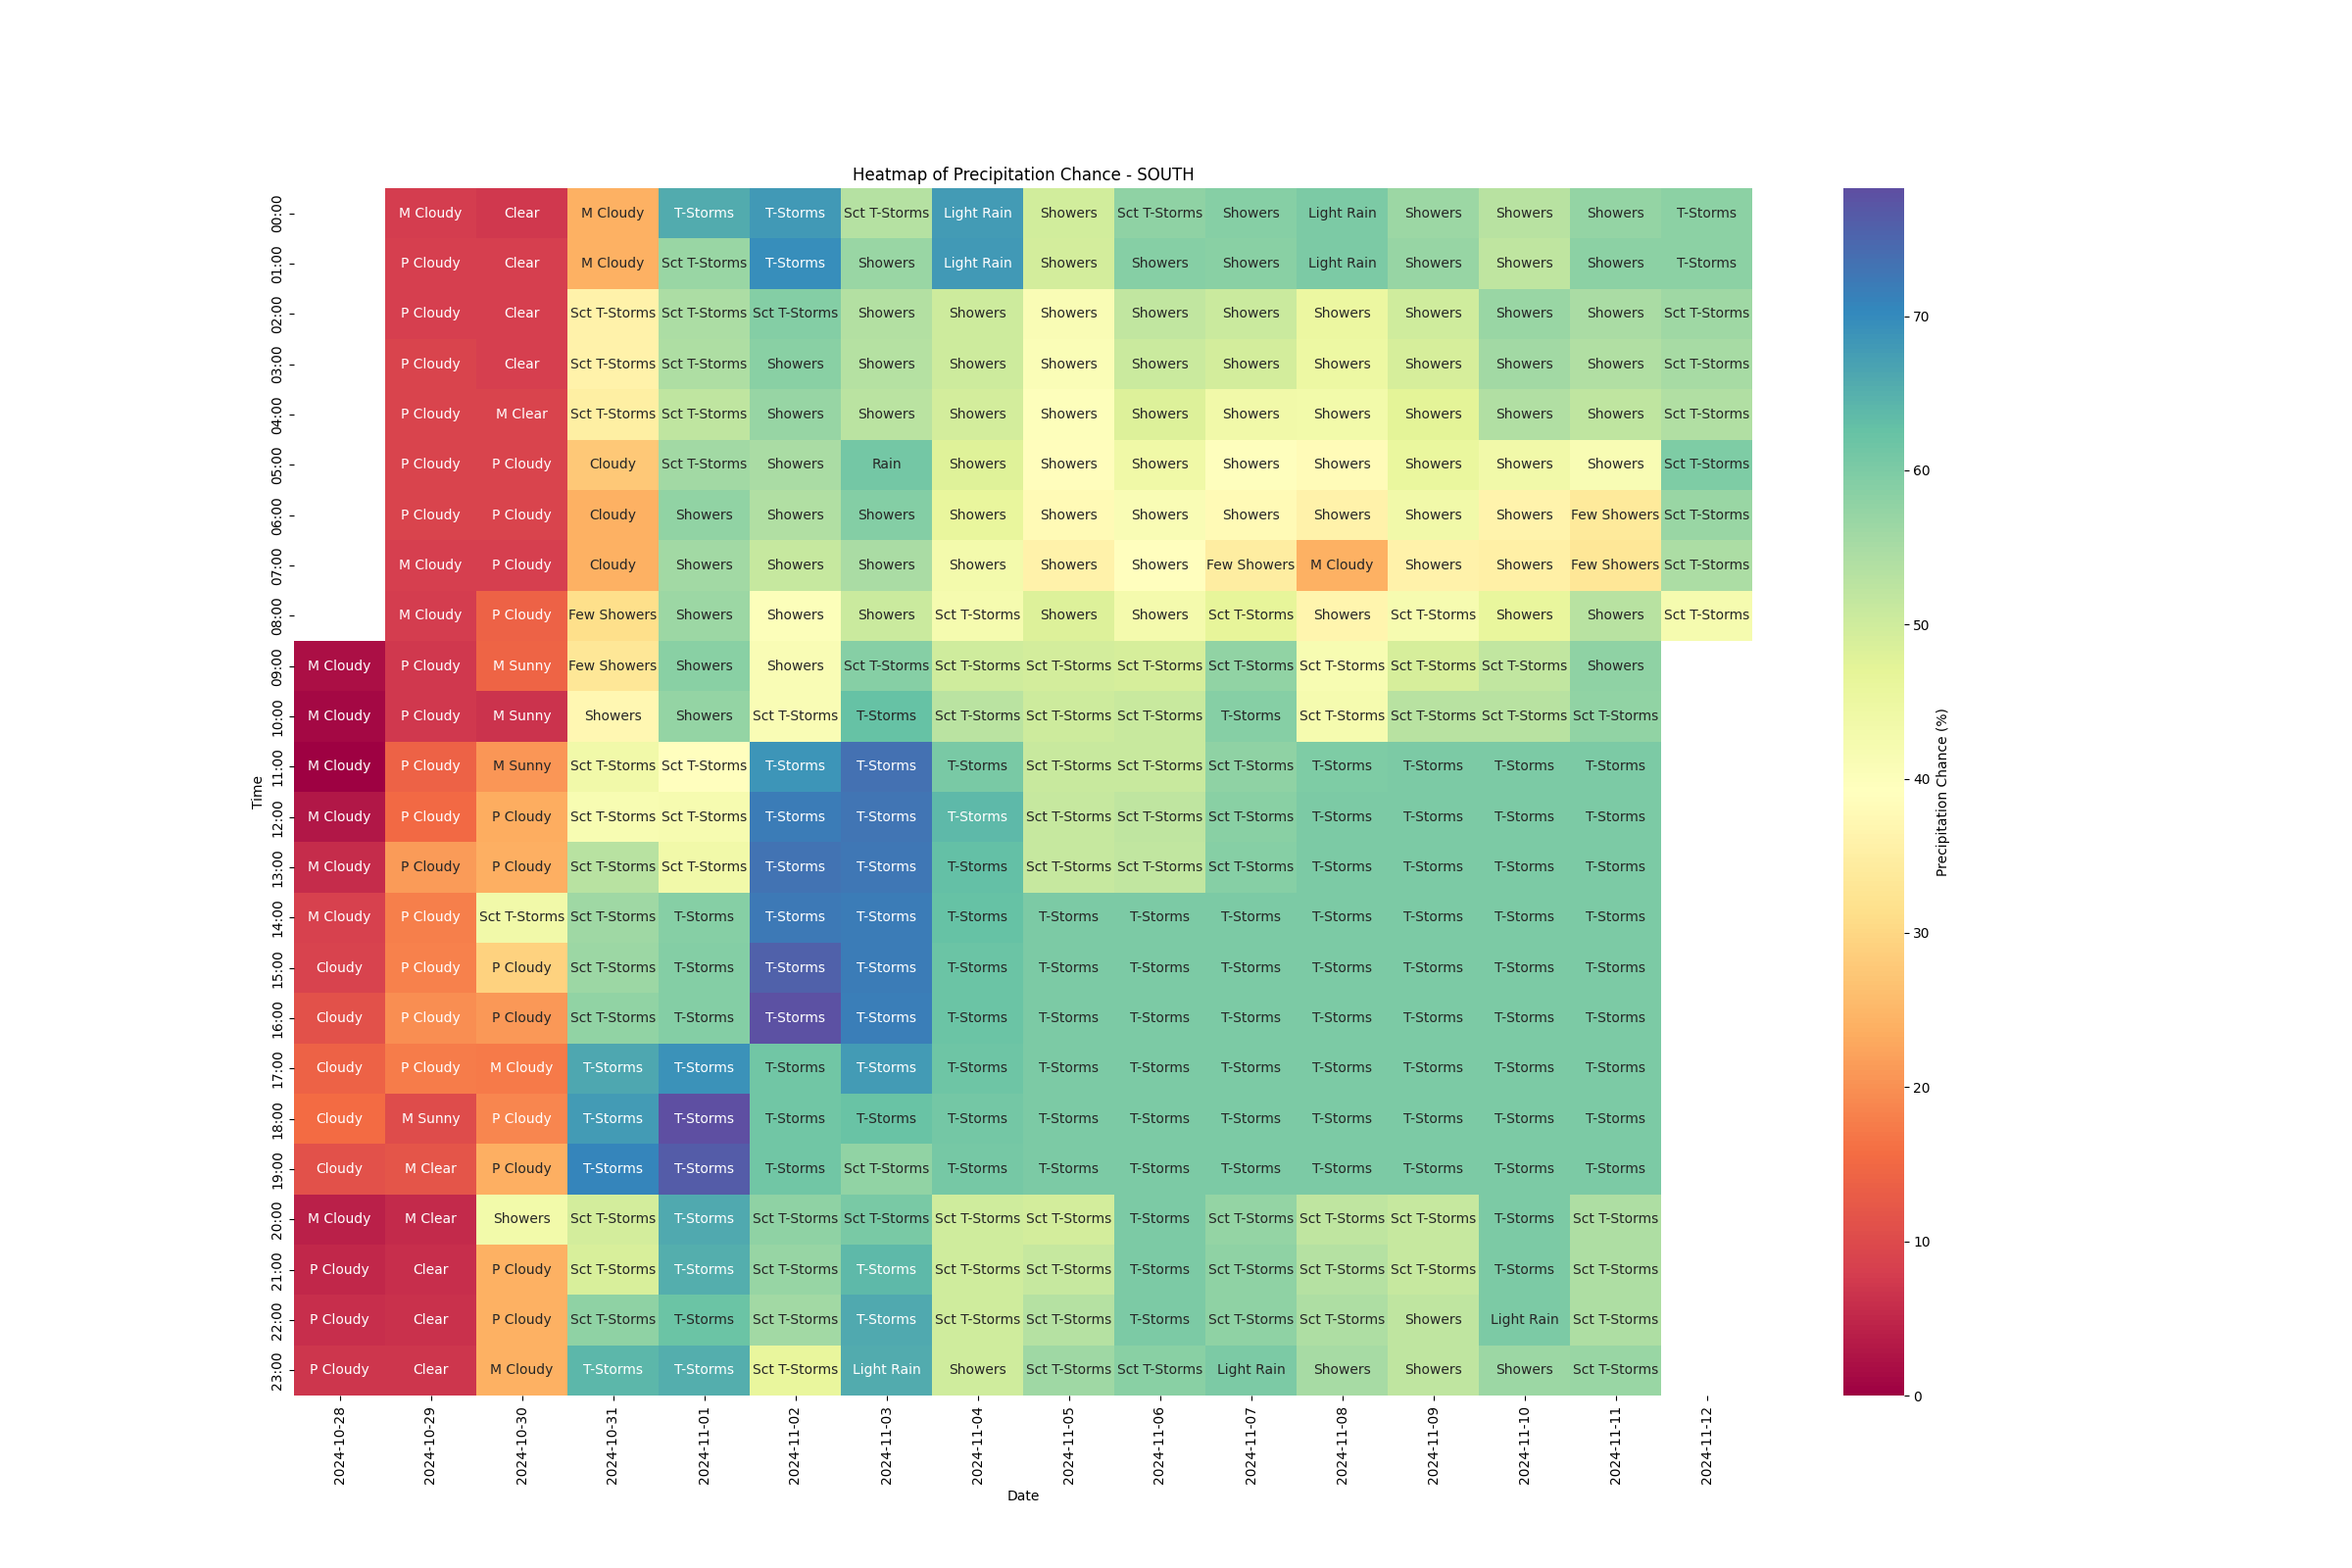 Heatmap of Precipitation Chance - SOUTH
00:00 M Cloudy Clear M Cloudy T-Storms T-Storms Sct T-Storms Light Rain Showers Sct T-Storms Showers Light Rain Showers Showers Showers T-Storms
01:00 P Cloudy Clear M Cloudy Sct T-Storms T-Storms Showers Light Rain Showers Showers Showers Light Rain Showers Showers Showers T-Storms
02:00 P Cloudy Clear Sct T-Storms Sct T-Storms Sct T-Storms Showers Showers Showers Showers Showers Showers Showers Showers Showers Sct T-Storms
03:00 P Cloudy Clear Sct T-Storms Sct T-Storms Showers Showers Showers Showers Showers Showers Showers Showers Showers Showers Sct T-Storms
04:00 P Cloudy M Clear Sct T-Storms Sct T-Storms Showers Showers Showers Showers Showers Showers Showers Showers Showers Showers Sct T-Storms
05:00 P Cloudy P Cloudy Cloudy Sct T-Storms Showers Rain Showers Showers Showers Showers Showers Showers Showers Showers Sct T-Storms
06:00 P Cloudy P Cloudy Cloudy Showers Showers Showers Showers Showers Showers Showers Showers Showers Showers Few Showers Sct T-Storms
07:00 M Cloudy P Cloudy Cloudy Showers Showers Showers Showers Showers Showers Few Showers M Cloudy Showers Showers Few Showers Sct T-Storms
08:00 M Cloudy P Cloudy Few Showers Showers Showers Showers Sct T-Storms Showers Showers Sct T-Storms Showers Sct T-Storms Showers Showers Sct T-Storms
09:00 M Cloudy P Cloudy M Sunny Few Showers Showers Showers Sct T-Storms Sct T-Storms Sct T-Storms Sct T-Storms Sct T-Storms Sct T-Storms Sct T-Storms Sct T-Storms Showers
10:00 M Cloudy P Cloudy M Sunny Showers Showers Sct T-Storms T-Storms Sct T-Storms Sct T-Storms Sct T-Storms T-Storms Sct T-Storms Sct T-Storms Sct T-Storms Sct T-Storms
11:00 M Cloudy P Cloudy M Sunny Sct T-Storms Sct T-Storms T-Storms T-Storms T-Storms Sct T-Storms Sct T-Storms Sct T-Storms T-Storms T-Storms T-Storms T-Storms
12:00 M Cloudy P Cloudy P Cloudy Sct T-Storms Sct T-Storms T-Storms T-Storms T-Storms Sct T-Storms Sct T-Storms Sct T-Storms T-Storms T-Storms T-Storms T-Storms
13:00 M Cloudy P Cloudy P Cloudy Sct T-Storms Sct T-Storms T-Storms T-Storms T-Storms Sct T-Storms Sct T-Storms Sct T-Storms T-Storms T-Storms T-Storms T-Storms
14:00 M Cloudy P Cloudy Sct T-Storms Sct T-Storms T-Storms T-Storms T-Storms T-Storms T-Storms T-Storms T-Storms T-Storms T-Storms T-Storms T-Storms
15:00 Cloudy P Cloudy P Cloudy Sct T-Storms T-Storms T-Storms T-Storms T-Storms T-Storms T-Storms T-Storms T-Storms T-Storms T-Storms T-Storms
16:00 Cloudy P Cloudy P Cloudy Sct T-Storms T-Storms T-Storms T-Storms T-Storms T-Storms T-Storms T-Storms T-Storms T-Storms T-Storms T-Storms
17:00 Cloudy P Cloudy M Cloudy T-Storms T-Storms T-Storms T-Storms T-Storms T-Storms T-Storms T-Storms T-Storms T-Storms T-Storms T-Storms
18:00 Cloudy M Sunny P Cloudy T-Storms T-Storms T-Storms T-Storms T-Storms T-Storms T-Storms T-Storms T-Storms T-Storms T-Storms T-Storms
19:00 Cloudy M Clear P Cloudy T-Storms T-Storms T-Storms Sct T-Storms T-Storms T-Storms T-Storms T-Storms T-Storms T-Storms T-Storms T-Storms
20:00 M Cloudy M Clear Showers Sct T-Storms T-Storms Sct T-Storms Sct T-Storms Sct T-Storms Sct T-Storms T-Storms Sct T-Storms Sct T-Storms Sct T-Storms T-Storms Sct T-Storms
21:00 P Cloudy Clear P Cloudy Sct T-Storms T-Storms Sct T-Storms T-Storms Sct T-Storms Sct T-Storms T-Storms Sct T-Storms Sct T-Storms Sct T-Storms T-Storms Sct T-Storms
22:00 P Cloudy Clear P Cloudy Sct T-Storms T-Storms Sct T-Storms T-Storms Sct T-Storms Sct T-Storms T-Storms Sct T-Storms Sct T-Storms Showers Light Rain Sct T-Storms
23:00 P Cloudy Clear M Cloudy T-Storms T-Storms Sct T-Storms Light Rain Showers Sct T-Storms Sct T-Storms Light Rain Showers Showers Showers Sct T-Storms
Time
2024-10-28 2024-10-29 2024-10-30 2024-10-31 2024-11-01 2024-11-02 2024-11-03 2024-11-04 2024-11-05 2024-11-06 2024-11-07 2024-11-08 2024-11-09 2024-11-10 2024-11-11 2024-11-12
Date
70
60
50
40
30
20
10
0
Precipitation Chance (%)